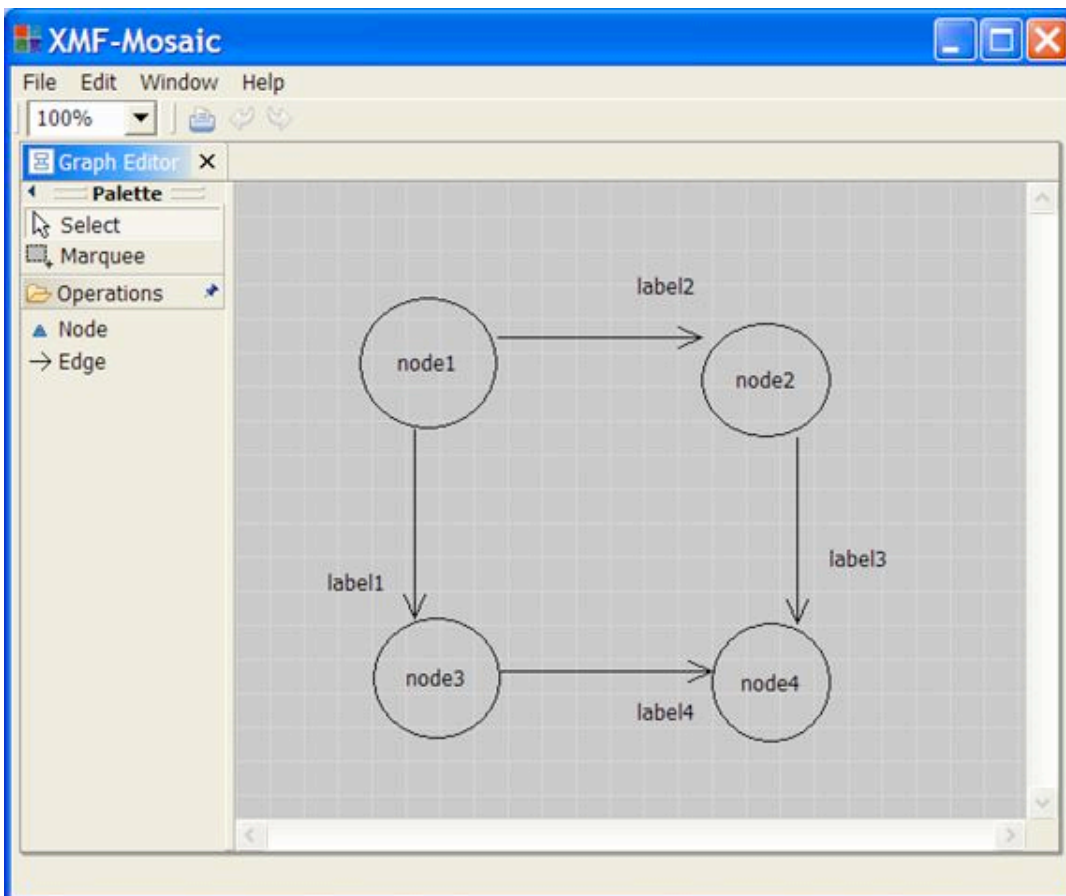 XMF-Mosaic
File Edit Window Help
100%
Graph Editor
Palette
Select
Marquee
Operations
Node
Edge
label2
node1
node2
label3
label1
node3
node4
label4